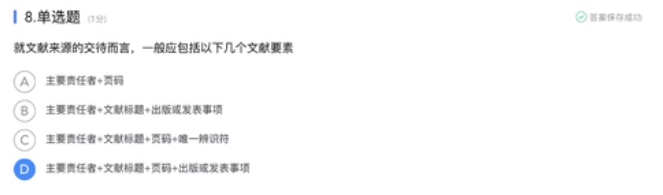 8.单选题 (1分) 答案保存成功
就文献来源的交待而言，一般应包括以下几个文献要素
A 主要责任者+页码
B 主要责任者+文献标题+出版或发表事项
C 主要责任者+文献标题+页码+唯一辨识符
D 主要责任者+文献标题+页码+出版或发表事项